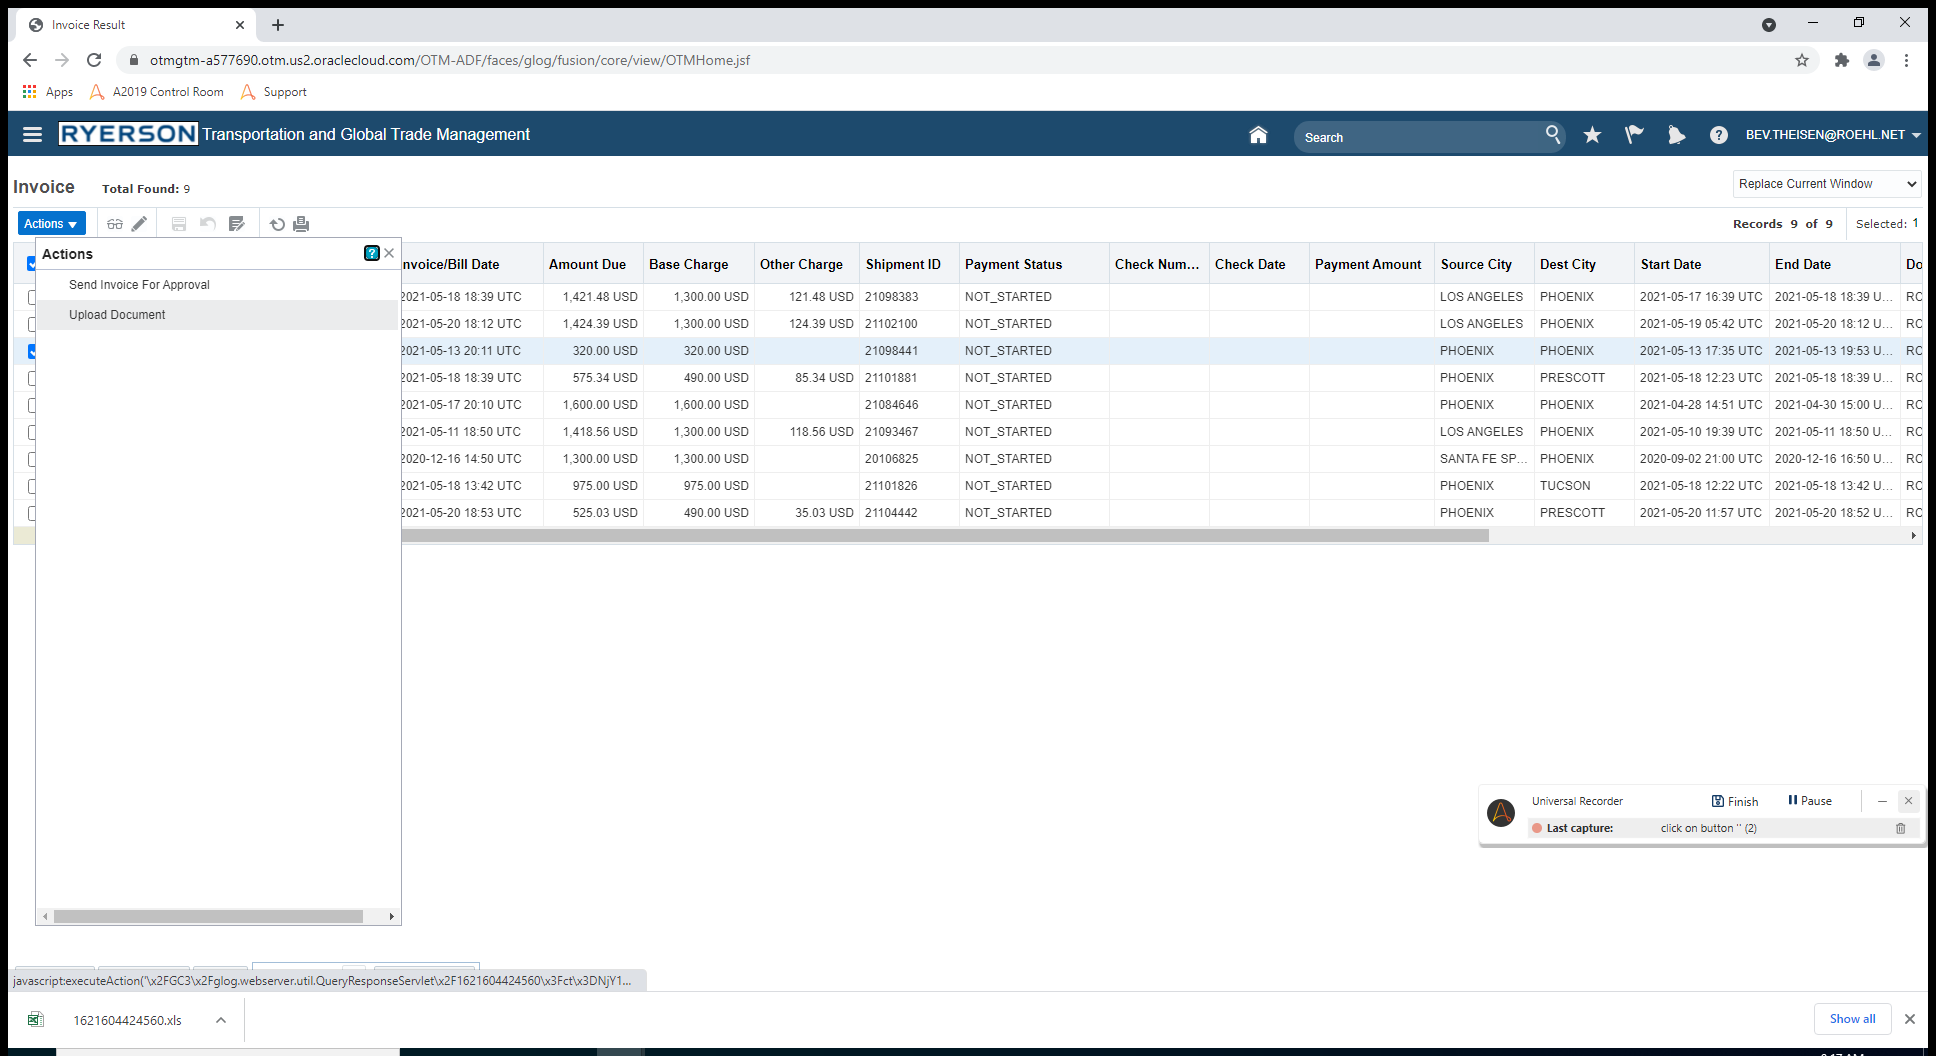 Invoice Result
otmgtm-a577690.otm.us2.oraclecloud.com/OTM-ADF/faces/glog/fusion/core/view/OTMHome.jsf
Apps A2019 Control Room Support
RYERSON Transportation and Global Trade Management Search ? BEV.THEISEN@ROEHL.NET
Invoice Total Found: 9 Replace Current Window
Actions Records 9 of 9 Selected: 1
Actions ?
Send Invoice For Approval
Upload Document
nvoice/Bill Date Amount Due Base Charge Other Charge Shipment ID Payment Status Check Num... Check Date Payment Amount Source City Dest City Start Date End Date Do
2021-05-18 18:39 UTC 1,421.48 USD 1,300.00 USD 121.48 USD 21098383 NOT_STARTED LOS ANGELES PHOENIX 2021-05-17 16:39 UTC 2021-05-18 18:39 U... RO
2021-05-20 18:12 UTC 1,424.39 USD 1,300.00 USD 124.39 USD 21102100 NOT_STARTED LOS ANGELES PHOENIX 2021-05-19 05:42 UTC 2021-05-20 18:12 U... RO
2021-05-13 20:11 UTC 320.00 USD 320.00 USD 21098441 NOT_STARTED PHOENIX PHOENIX 2021-05-13 17:35 UTC 2021-05-13 19:53 U... RO
2021-05-18 18:39 UTC 575.34 USD 490.00 USD 85.34 USD 21101881 NOT_STARTED PHOENIX PRESCOTT 2021-05-18 12:23 UTC 2021-05-18 18:39 U... RO
2021-05-17 20:10 UTC 1,600.00 USD 1,600.00 USD 21084646 NOT_STARTED PHOENIX PHOENIX 2021-04-28 14:51 UTC 2021-04-30 15:00 U... RO
2021-05-11 18:50 UTC 1,418.56 USD 1,300.00 USD 118.56 USD 21093467 NOT_STARTED LOS ANGELES PHOENIX 2021-05-10 19:39 UTC 2021-05-11 18:50 U... RO
2020-12-16 14:50 UTC 1,300.00 USD 1,300.00 USD 20106825 NOT_STARTED SANTA FE SP... PHOENIX 2020-09-02 21:00 UTC 2020-12-16 16:50 U... RO
2021-05-18 13:42 UTC 975.00 USD 975.00 USD 21101826 NOT_STARTED PHOENIX TUCSON 2021-05-18 12:22 UTC 2021-05-18 13:42 U... RO
2021-05-20 18:53 UTC 525.03 USD 490.00 USD 35.03 USD 21104442 NOT_STARTED PHOENIX PRESCOTT 2021-05-20 11:57 UTC 2021-05-20 18:52 U... RO
Universal Recorder Finish Pause
Last capture: click on button '' (2)
javascript:executeAction('\x2FGC3\x2Fglog.webserver.util.QueryResponseServlet\x2F1621604424560\x3Fct\x3DNjY1...
1621604424560.xls Show all